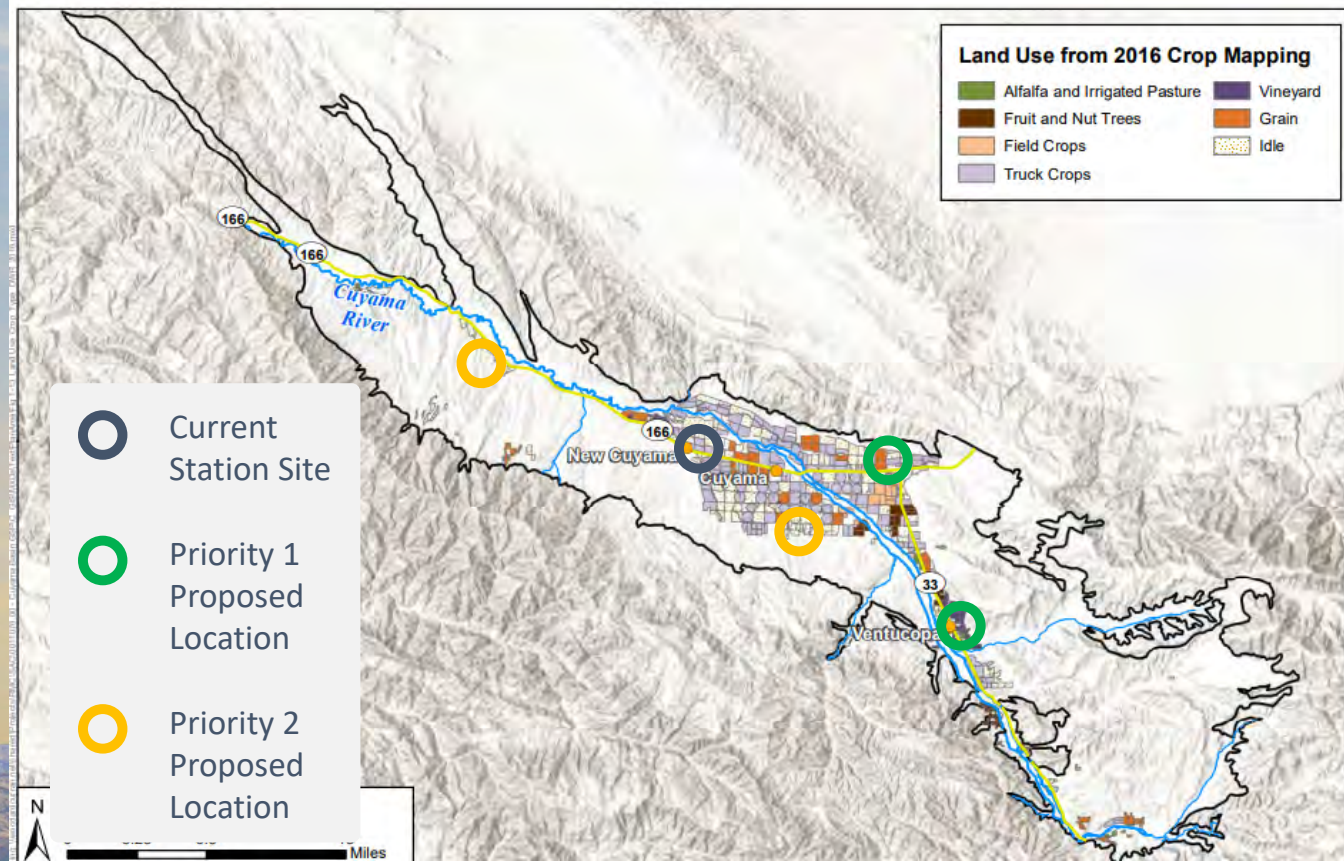 Land Use from 2016 Crop Mapping
Alfalfa and Irrigated Pasture
Vineyard
Fruit and Nut Trees
Grain
Field Crops
Idle
Truck Crops
166
166
Cuyama
River
166
New Cuyama
Cuyama
33
Ventucopa
Current
Station Site
Priority 1
Proposed
Location
Priority 2
Proposed
Location
N
Miles